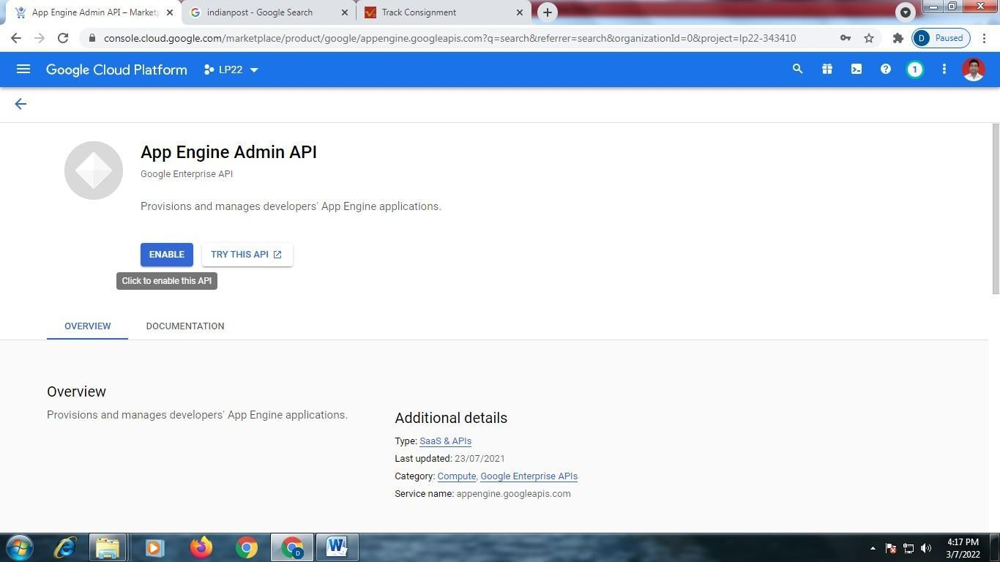 App Engine Admin API – Marketp
indianpost - Google Search
Track Consignment
console.cloud.google.com/marketplace/product/google/appengine.googleapis.com?q=search&referrer=search&organizationId=0&project=lp22-343410
D Paused
Google Cloud Platform
LP22
1
App Engine Admin API
Google Enterprise API
Provisions and manages developers' App Engine applications.
ENABLE
TRY THIS API
Click to enable this API
OVERVIEW
DOCUMENTATION
Overview
Provisions and manages developers' App Engine applications.
Additional details
Type: SaaS & APIs
Last updated: 23/07/2021
Category: Compute, Google Enterprise APIs
Service name: appengine.googleapis.com
D
W
4:17 PM
3/7/2022